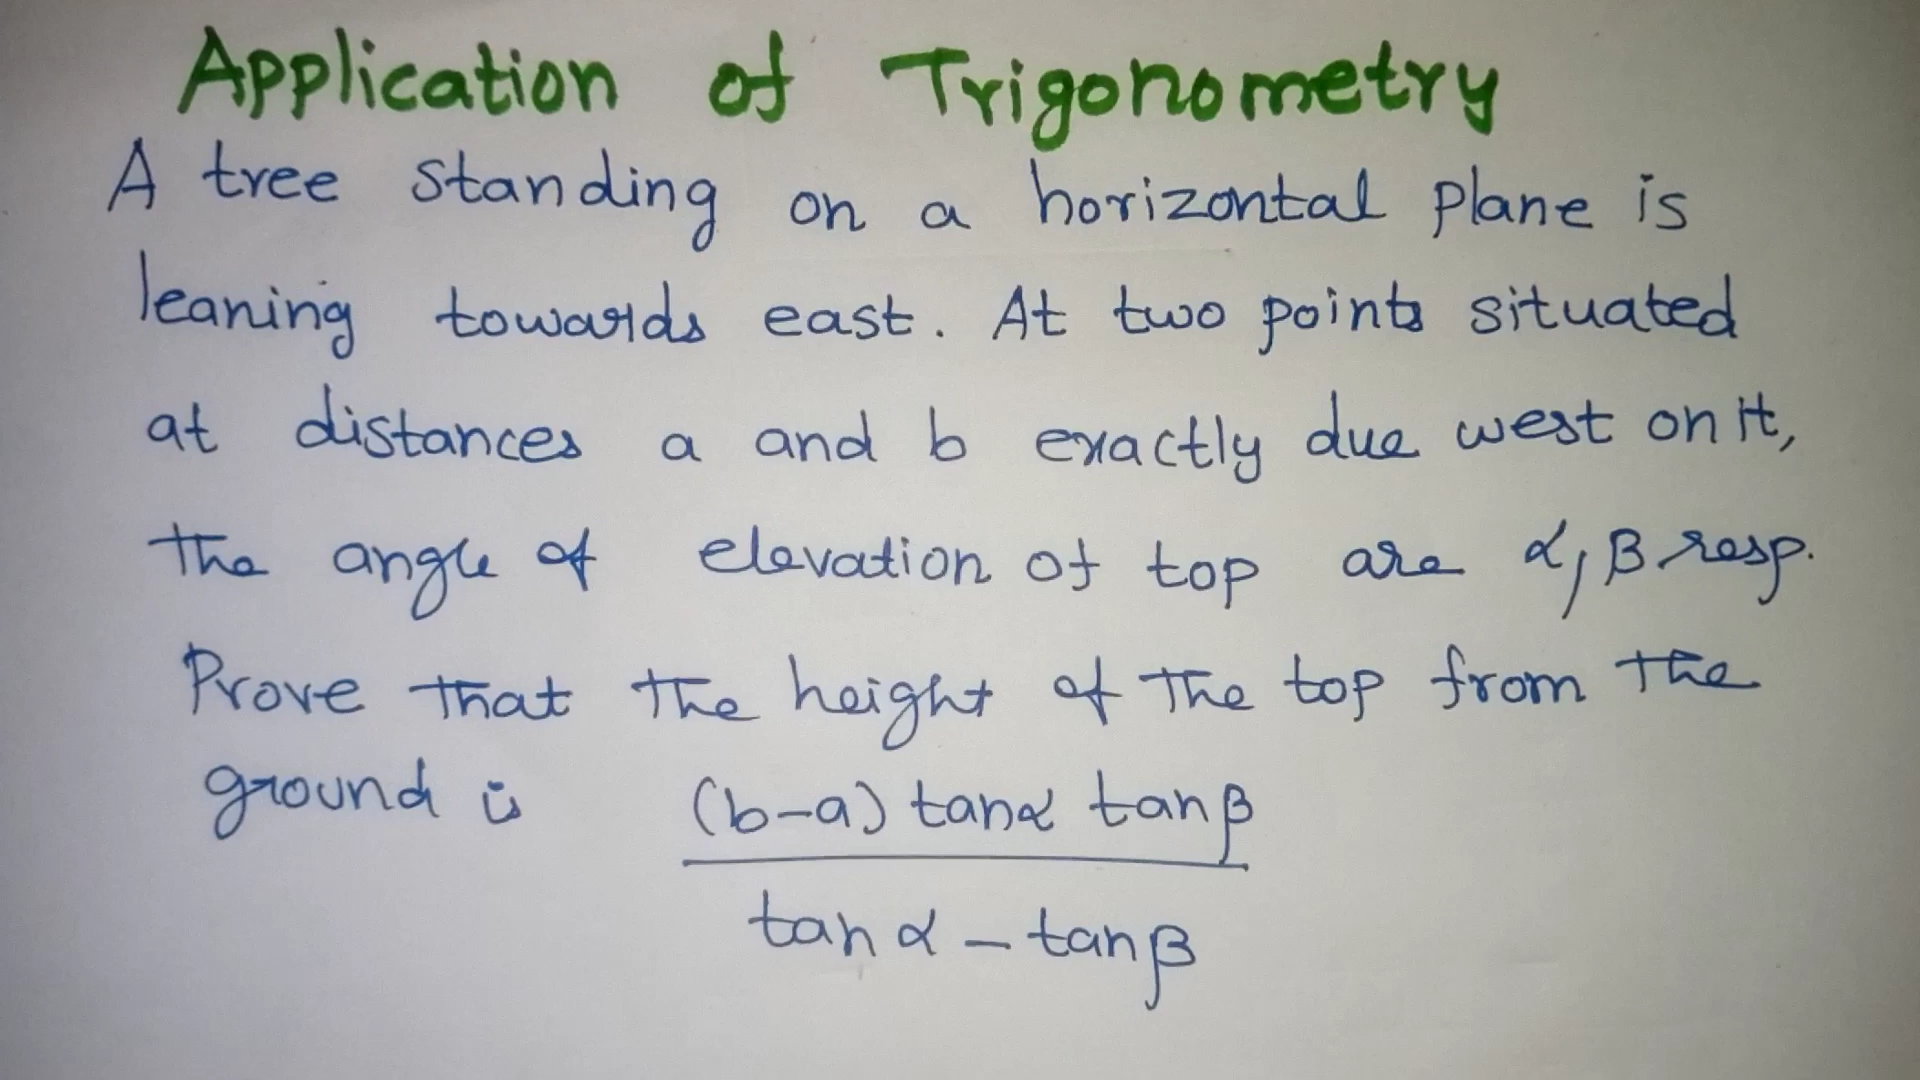 Application of Trigonometry
A tree standing on a horizontal plane is
leaning towards east. At two points situated
at distances a and b exactly due west on it,
the angle of elevation of top are α, β resp.
Prove that the height of the top from the
ground is (b-a) tanα tanβ
tanα - tanβ